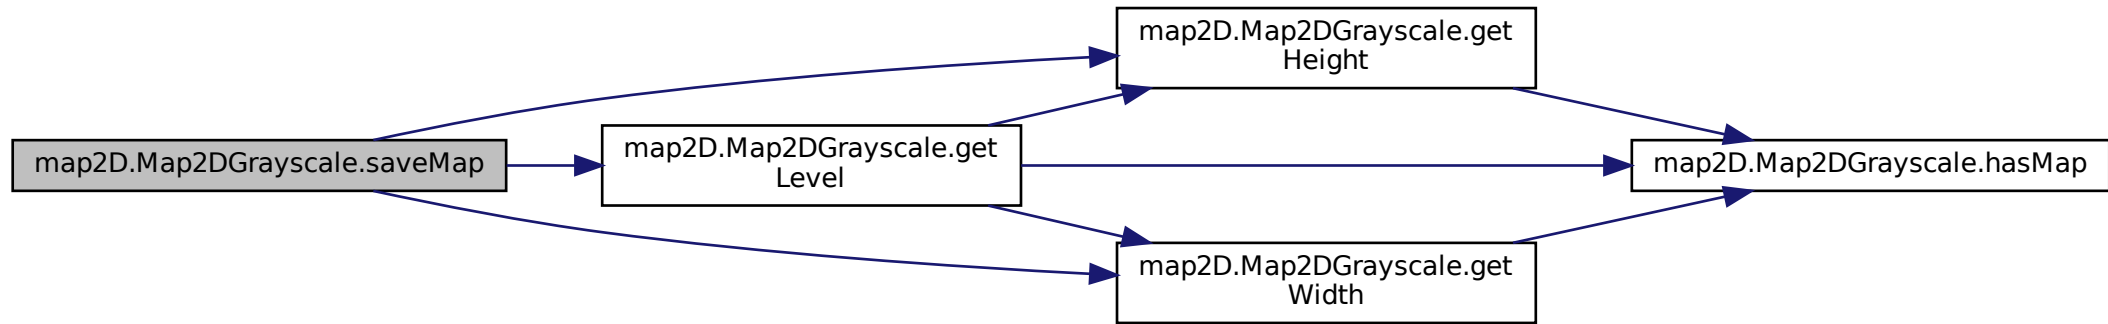 map2D.Map2DGrayscale.saveMap
map2D.Map2DGrayscale.get
Level
map2D.Map2DGrayscale.get
Height
map2D.Map2DGrayscale.get
Width
map2D.Map2DGrayscale.hasMap